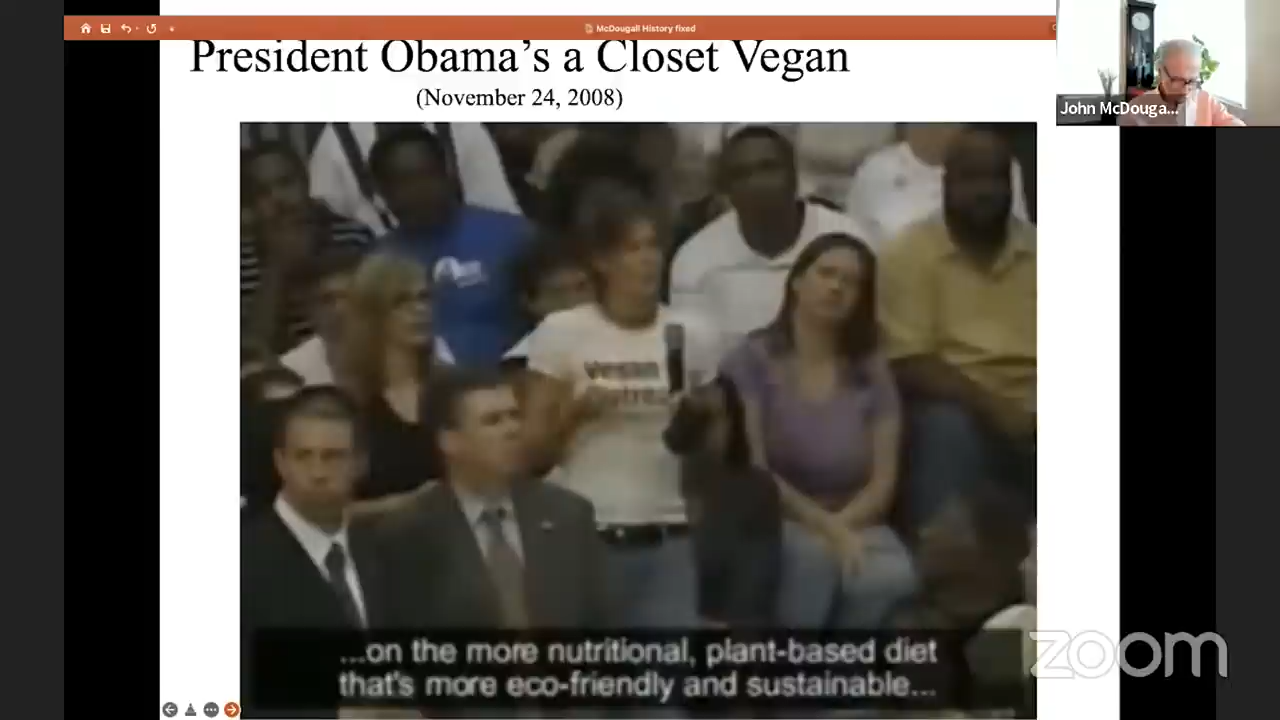 McDougall History fixed
President Obama's a Closet Vegan
(November 24, 2008)
John McDouga...
Vegan
...on the more nutritional, plant-based diet
that's more eco-friendly and sustainable...
zoom